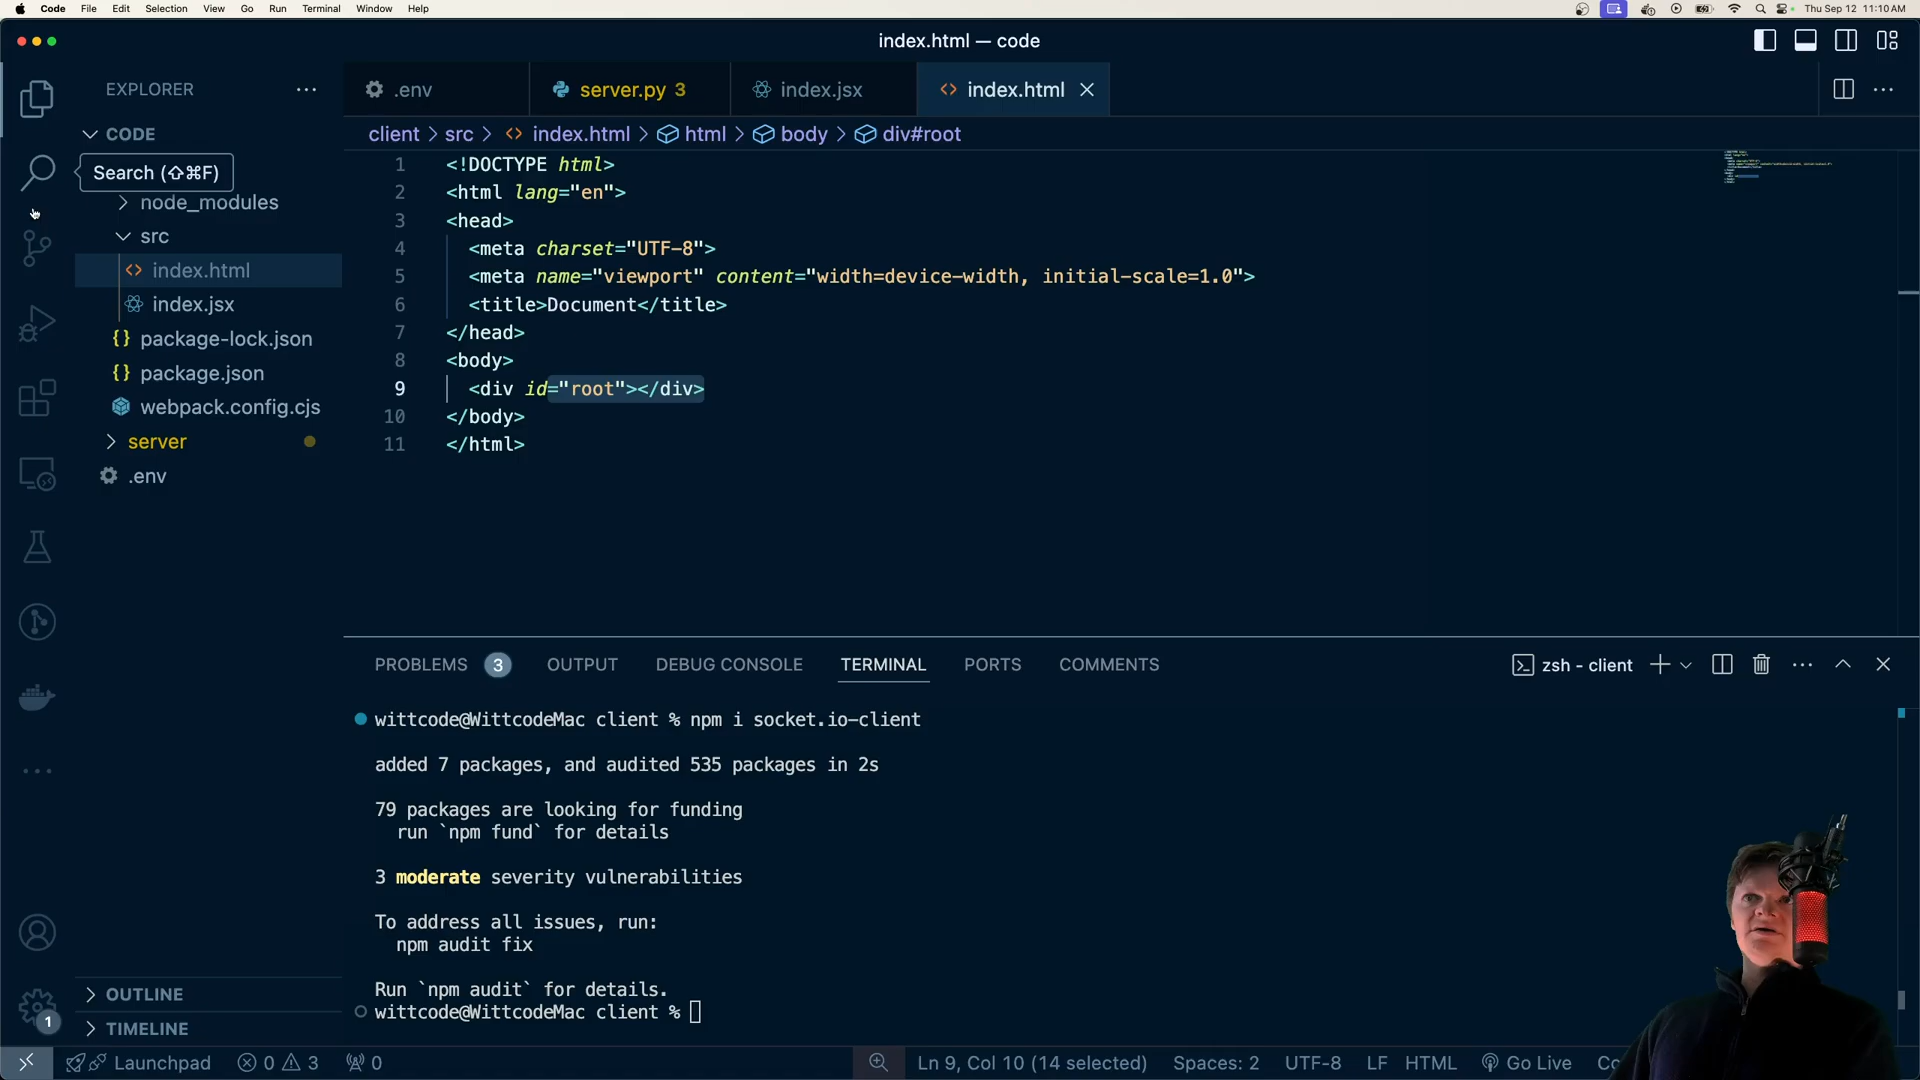 Code File Edit Selection View Go Run Terminal Window Help
Thu Sep 12 11:10 AM
index.html — code
EXPLORER
.env
server.py 3
index.jsx
index.html
CODE
Search (⇧⌘F)
node_modules
src
index.html
index.jsx
package-lock.json
package.json
webpack.config.cjs
server
.env
OUTLINE
TIMELINE
client > src > index.html > html > body > div#root
1 <!DOCTYPE html>
2 <html lang="en">
3 <head>
4 <meta charset="UTF-8">
5 <meta name="viewport" content="width=device-width, initial-scale=1.0">
6 <title>Document</title>
7 </head>
8 <body>
9 <div id="root"></div>
10 </body>
11 </html>
PROBLEMS 3 OUTPUT DEBUG CONSOLE TERMINAL PORTS COMMENTS
zsh - client
wittcode@WittcodeMac client % npm i socket.io-client
added 7 packages, and audited 535 packages in 2s
79 packages are looking for funding
run `npm fund` for details
3 moderate severity vulnerabilities
To address all issues, run:
npm audit fix
Run `npm audit` for details.
wittcode@WittcodeMac client %
1
Launchpad 0 3 0
Ln 9, Col 10 (14 selected) Spaces: 2 UTF-8 LF HTML Go Live